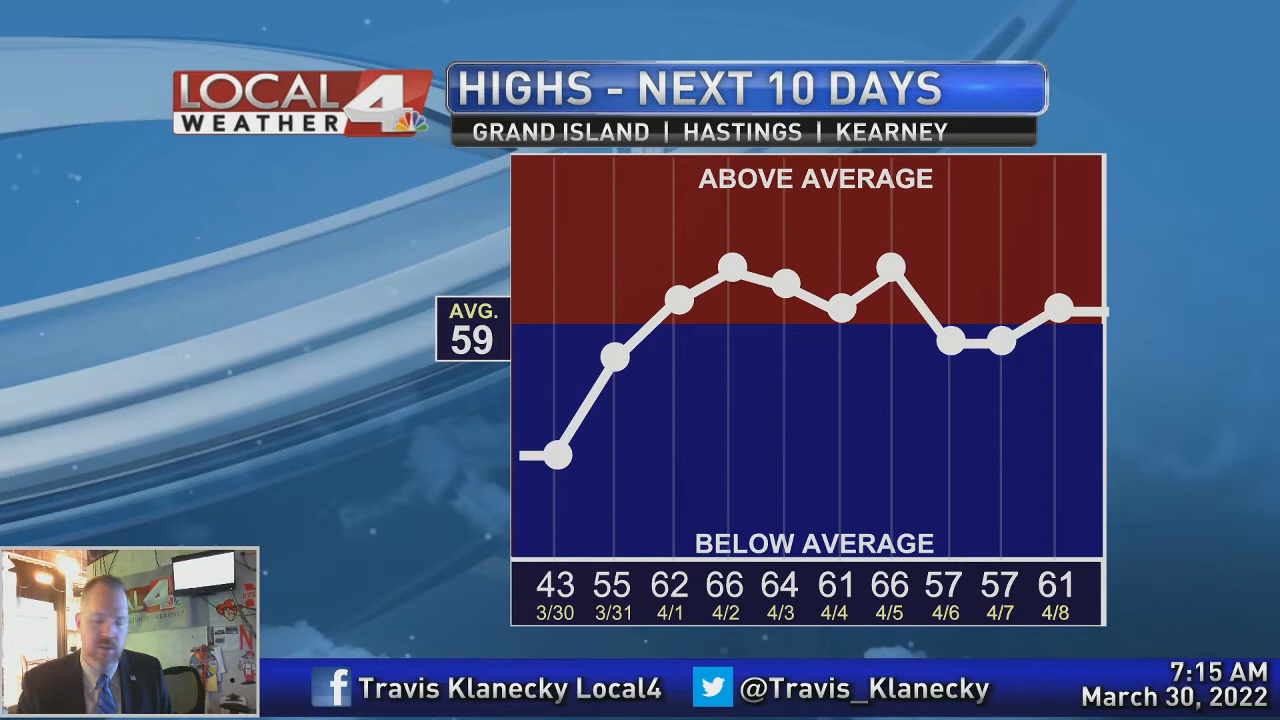 LOCAL 4
WEATHER
HIGHS - NEXT 10 DAYS
GRAND ISLAND | HASTINGS | KEARNEY
ABOVE AVERAGE
AVG.
59
BELOW AVERAGE
43 55 62 66 64 61 66 57 57 61
3/30 3/31 4/1 4/2 4/3 4/4 4/5 4/6 4/7 4/8
Travis Klanecky Local4
@Travis_Klanecky
7:15 AM
March 30, 2022